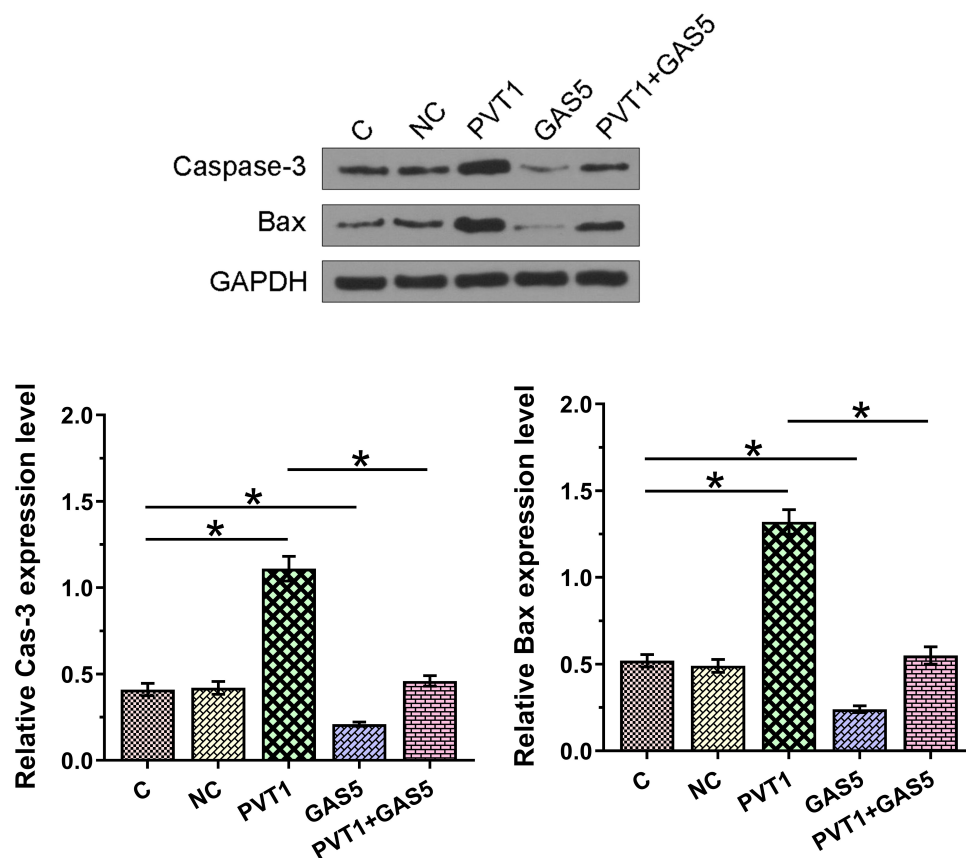 C NC PVT1 GAS5 PVT1+GAS5
Caspase-3
Bax
GAPDH
Relative Cas-3 expression level
2.0
1.5
1.0
0.5
0.0
*
*
*
C NC PVT1 GAS5 PVT1+GAS5
Relative Bax expression level
2.0
1.5
1.0
0.5
0.0
*
*
*
C NC PVT1 GAS5 PVT1+GAS5